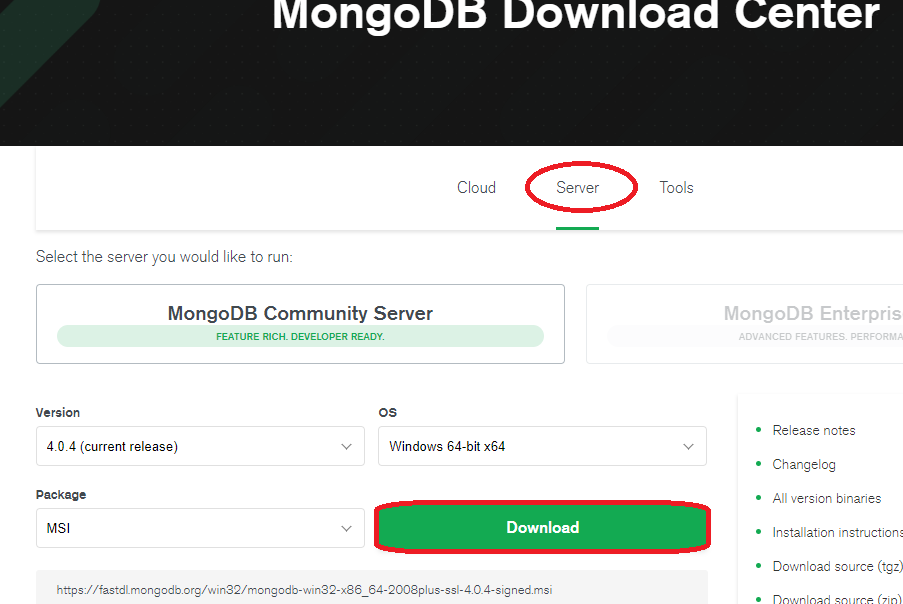 MongoDB Download Center
Cloud
Server
Tools
Select the server you would like to run:
MongoDB Community Server
FEATURE RICH. DEVELOPER READY.
MongoDB Enterpris
ADVANCED FEATURES. PERFORMA
Version
OS
4.0.4 (current release)
Windows 64-bit x64
Package
MSI
Download
https://fastdl.mongodb.org/win32/mongodb-win32-x86_64-2008plus-ssl-4.0.4-signed.msi
Release notes
Changelog
All version binaries
Installation instructions
Download source (tgz)
Download source (zip)